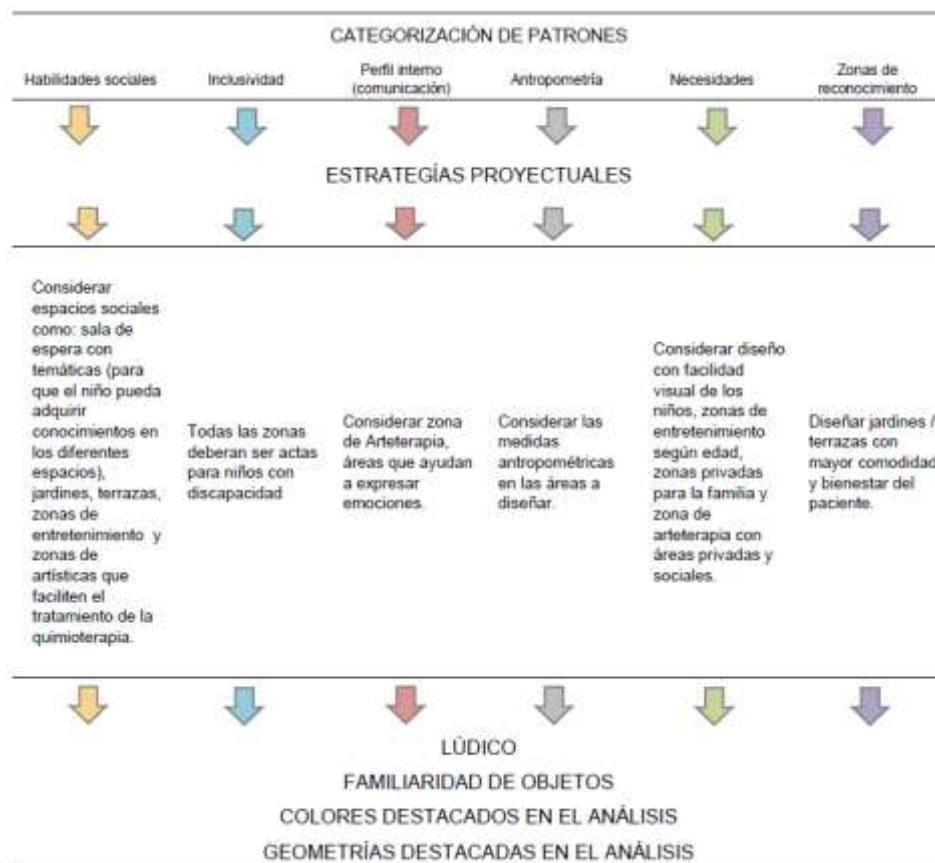 CATEGORIZACIÓN DE PATRONES
Habilidades sociales
Inclusividad
Perfil interno
(comunicación)
Antropometría
Necesidades
Zonas de
reconocimiento
ESTRATEGÍAS PROYECTUALES
Considerar
espacios sociales
como: sala de
espera con
temáticas (para
que el niño pueda
adquirir
conocimientos en
los diferentes
espacios),
jardines, terrazas,
zonas de
entretenimiento y
zonas de
artísticas que
faciliten el
tratamiento de la
quimioterapia.
Todas las zonas
deberan ser actas
para niños con
discapacidad
Considerar zona
de Arteterapia,
áreas que ayudan
a expresar
emociones.
Considerar las
medidas
antropométricas
en las áreas a
diseñar.
Considerar diseño
con facilidad
visual de los
niños, zonas de
entretenimiento
según edad,
zonas privadas
para la familia y
zona de
arteterapia con
áreas privadas y
sociales.
Diseñar jardines /
terrazas con
mayor comodidad
y bienestar del
paciente.
LÚDICO
FAMILIARIDAD DE OBJETOS
COLORES DESTACADOS EN EL ANÁLISIS
GEOMETRÍAS DESTACADAS EN EL ANÁLISIS